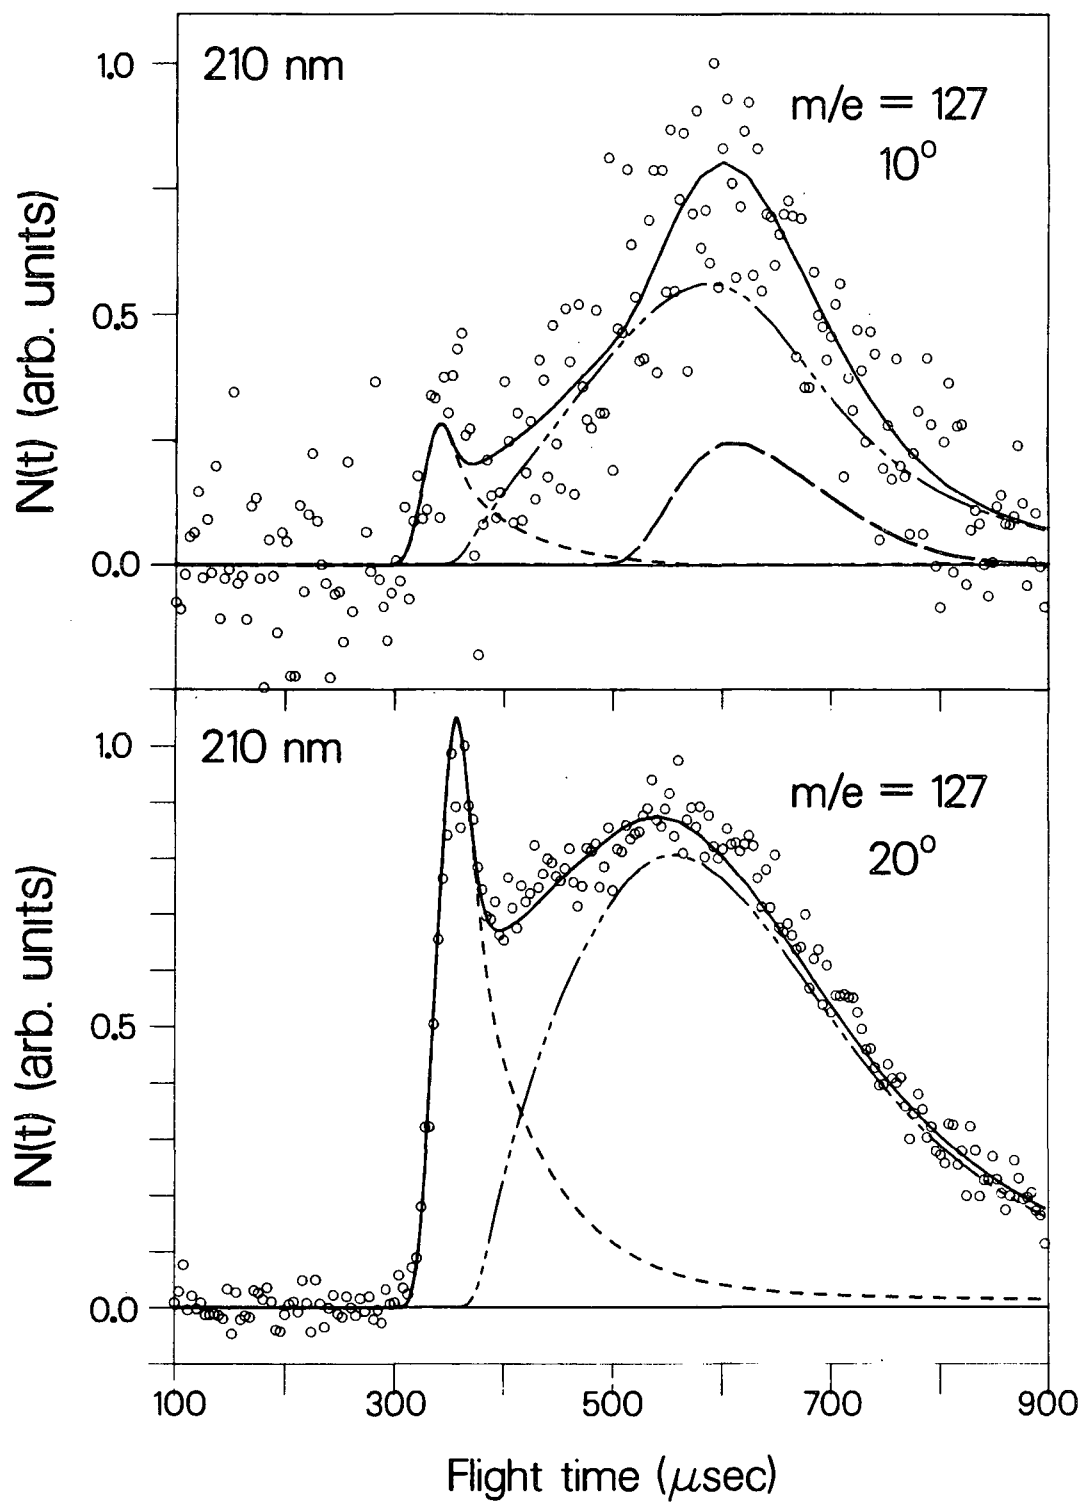 1.0
210 nm
m/e = 127
10°
0.5
0.0
N(t) (arb. units)
1.0
210 nm
m/e = 127
20°
0.5
0.0
N(t) (arb. units)
100 300 500 700 900
Flight time (μsec)